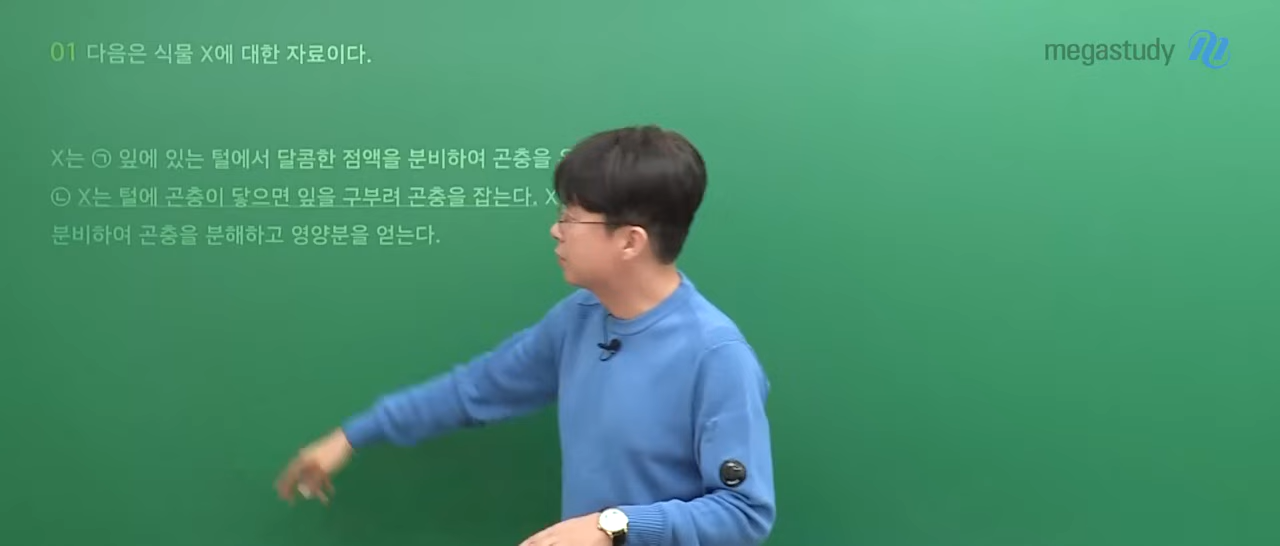 01 다음은 식물 X에 대한 자료이다.
megastudy
X는 ㉠ 잎에 있는 털에서 달콤한 점액을 분비하여 곤충을
㉡ X는 털에 곤충이 닿으면 잎을 구부려 곤충을 잡는다. X
분비하여 곤충을 분해하고 영양분을 얻는다.